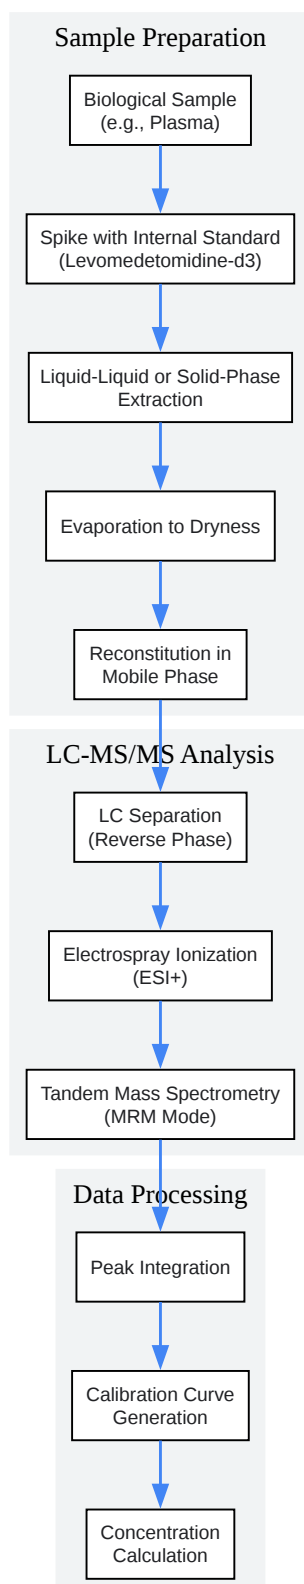 Sample Preparation
Biological Sample
(e.g., Plasma)
Spike with Internal Standard
(Levomedetomidine-d3)
Liquid-Liquid or Solid-Phase
Extraction
Evaporation to Dryness
Reconstitution in
Mobile Phase
LC-MS/MS Analysis
LC Separation
(Reverse Phase)
Electrospray Ionization
(ESI+)
Tandem Mass Spectrometry
(MRM Mode)
Data Processing
Peak Integration
Calibration Curve
Generation
Concentration
Calculation